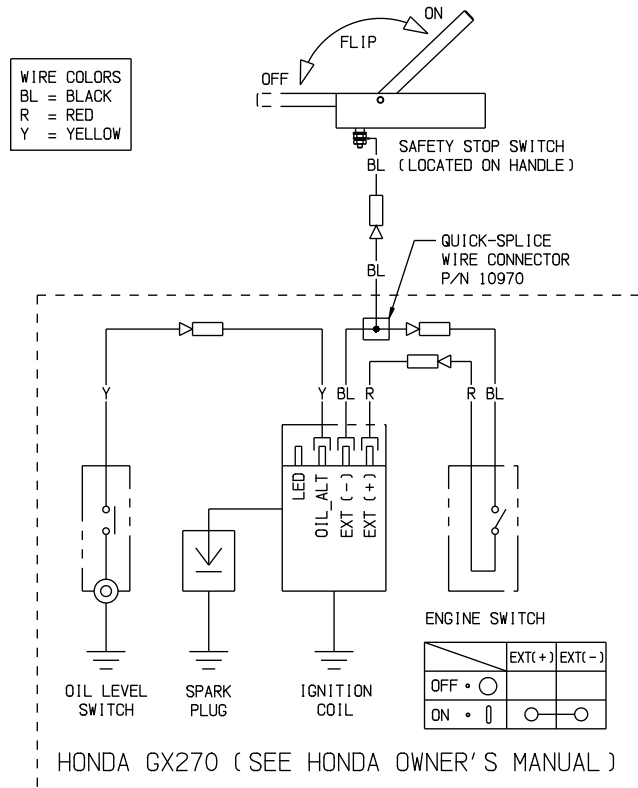 ON
FLIP
OFF
WIRE COLORS
BL = BLACK
R = RED
Y = YELLOW
SAFETY STOP SWITCH
(LOCATED ON HANDLE)
BL
BL
QUICK-SPLICE
WIRE CONNECTOR
P/N 10970
Y
Y
BL
R
R
BL
LED
OIL_ALT
EXT (-)
EXT (+)
ENGINE SWITCH
EXT(+) EXT(-)
OFF
ON
OIL LEVEL
SWITCH
SPARK
PLUG
IGNITION
COIL
HONDA GX270 (SEE HONDA OWNER'S MANUAL)